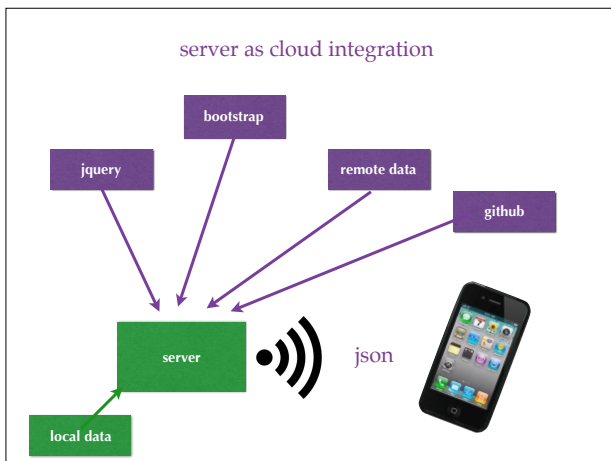 server as cloud integration
bootstrap
jquery
remote data
github
server
json
local data